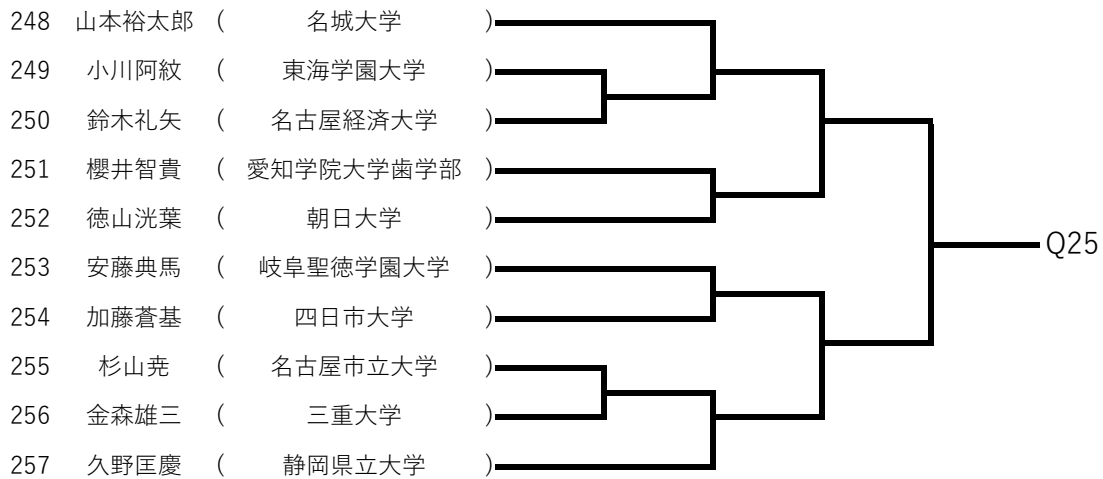 248 山本裕太郎 ( 名城大学 )
249 小川阿紋 ( 東海学園大学 )
250 鈴木礼矢 ( 名古屋経済大学 )
251 櫻井智貴 ( 愛知学院大学歯学部 )
252 徳山洸葉 ( 朝日大学 )
253 安藤典馬 ( 岐阜聖徳学園大学 )
254 加藤蒼基 ( 四日市大学 )
255 杉山尭 ( 名古屋市立大学 )
256 金森雄三 ( 三重大学 )
257 久野匡慶 ( 静岡県立大学 )
Q25